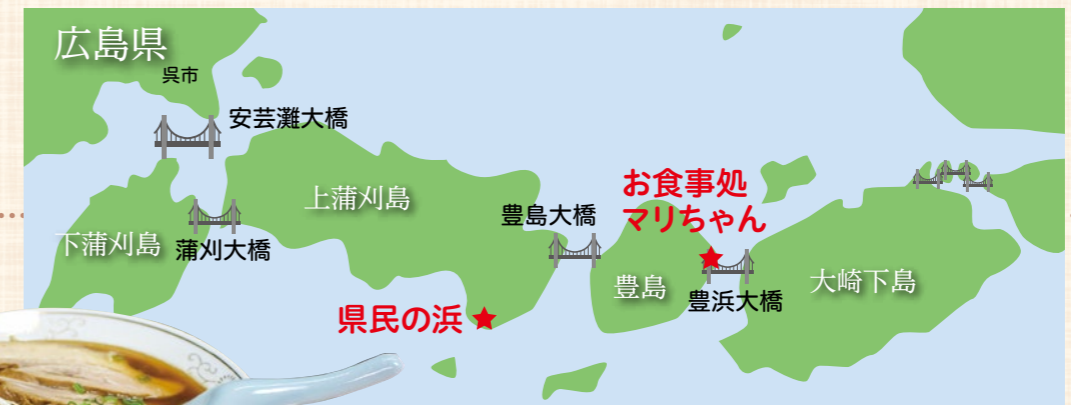 広島県
呉市
安芸灘大橋
上蒲刈島
下蒲刈島
蒲刈大橋
豊島大橋
お食事処
マリちゃん
豊島
豊浜大橋
大崎下島
県民の浜